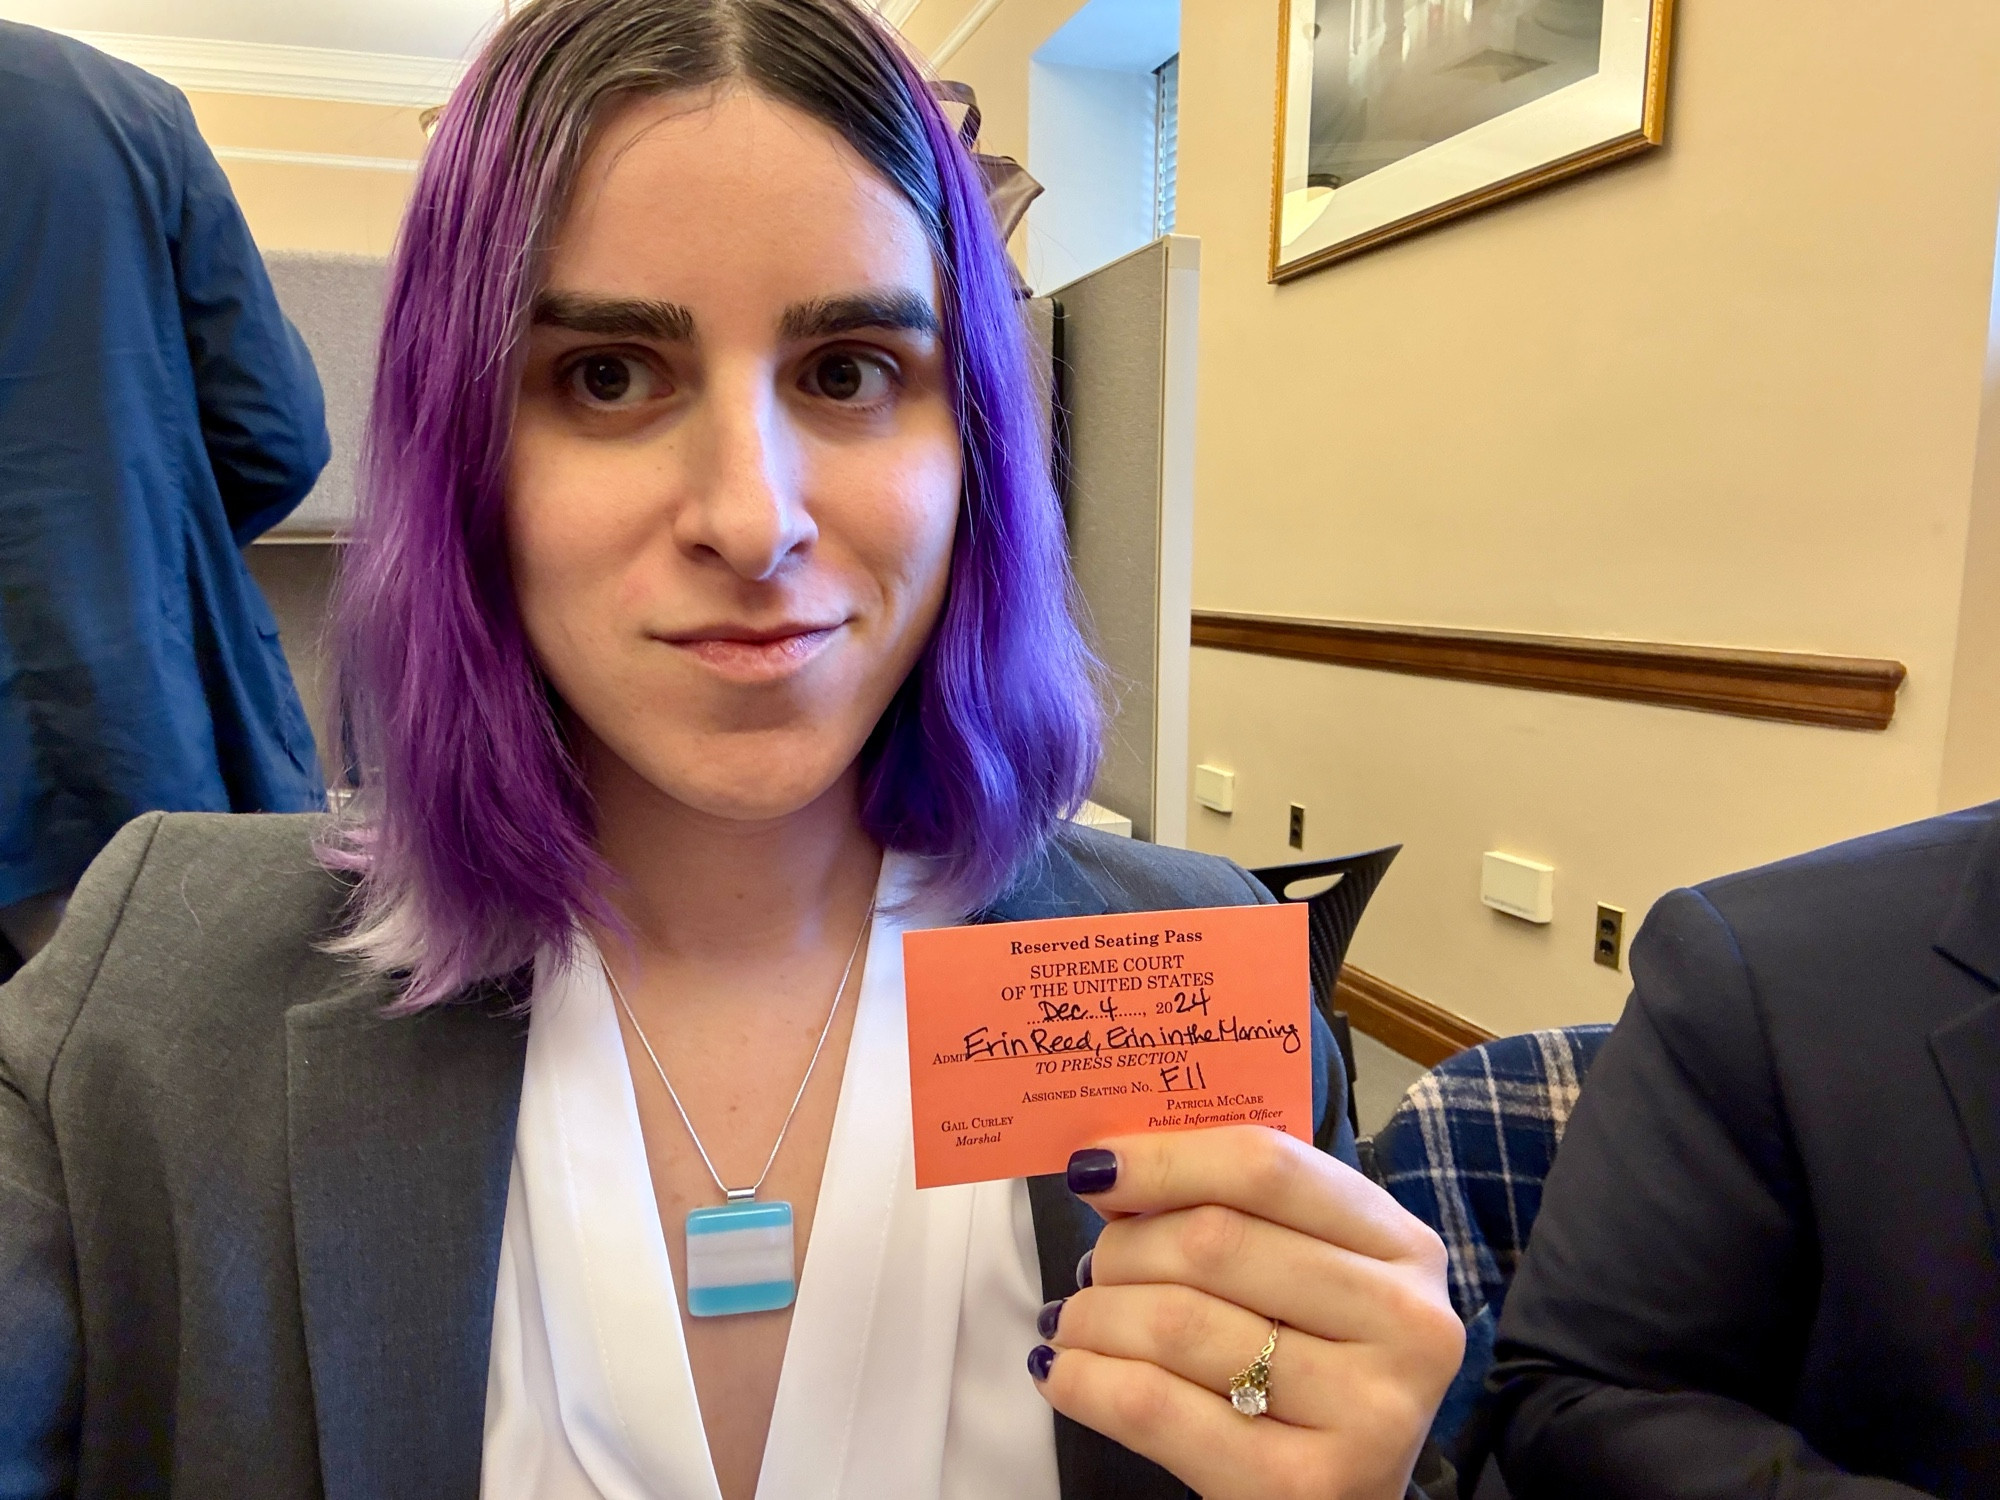 Reserved Seating Pass
SUPREME COURT
OF THE UNITED STATES
Dec. 4, 2024
ADMIT Erin Reed, Erin in the Morning
TO PRESS SECTION
ASSIGNED SEATING NO. F11
GAIL CURLEY PATRICIA MCCABE
Marshal Public Information Officer